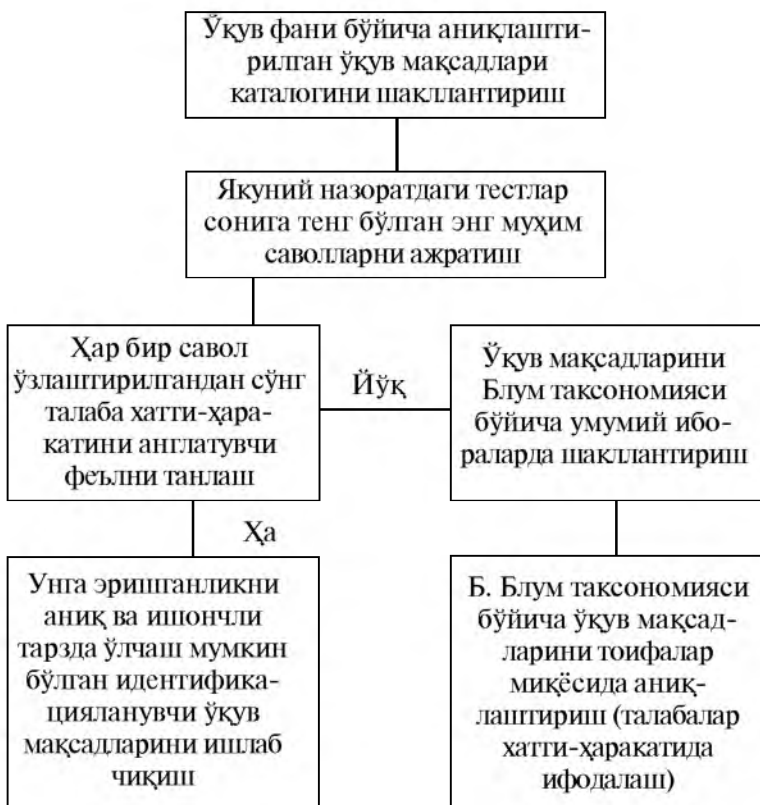 Ўқув фани бўйича аниқлашти-
рилган ўқув мақсадлари
каталогини шакллантириш
Якуний назоратдаги тестлар
сонига тенг бўлган энг муҳим
саволларни ажратиш
Ҳар бир савол
ўзлаштирилгандан сўнг
талаба хатти-ҳара-
катини англатувчи
феълни танлаш
Йўқ
Ўқув мақсадларини
Блум таксономияси
бўйича умумий ибо-
раларда шакллантириш
Ҳа
Унга эришганликни
аниқ ва ишончли
тарзда ўлчаш мумкин
бўлган идентифика-
цияланувчи ўқув
мақсадларини ишлаб
чиқиш
Б. Блум таксономияси
бўйича ўқув мақсад-
ларини тоифалар
миқёсида аниқ-
лаштириш (талабалар
хатти-ҳаракатида
ифодалаш)